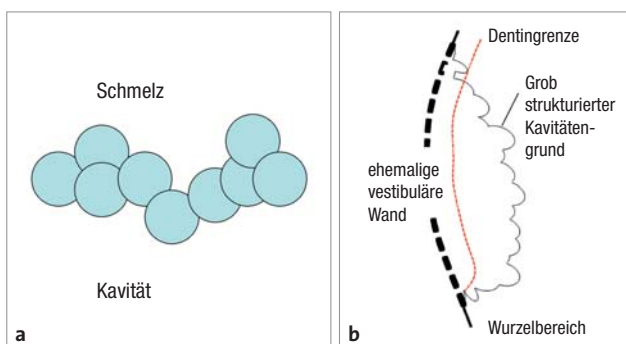 Schmelz
Kavität
a
Dentingrenze
Grob
strukturierter
Kavitäten-
grund
ehemalige
vestibuläre
Wand
Wurzelbereich
b